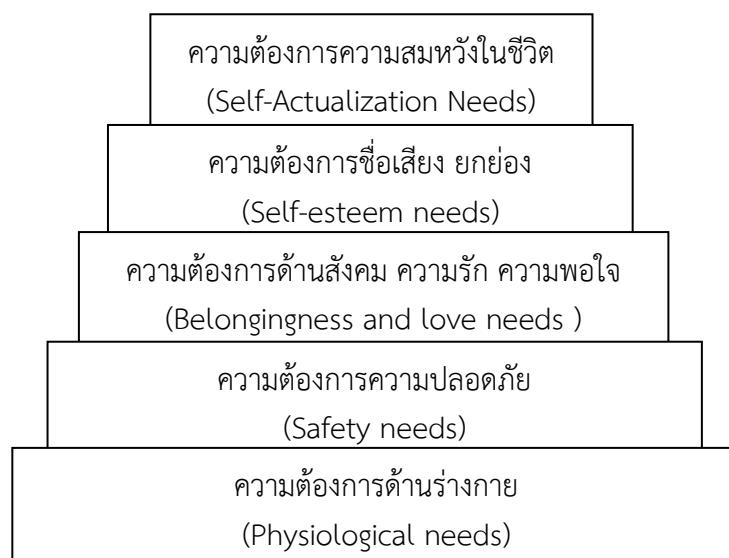 ความต้องการความสมหวังในชีวิต
(Self-Actualization Needs)
ความต้องการชื่อเสียง ยกย่อง
(Self-esteem needs)
ความต้องการด้านสังคม ความรัก ความพอใจ
(Belongingness and love needs )
ความต้องการความปลอดภัย
(Safety needs)
ความต้องการด้านร่างกาย
(Physiological needs)